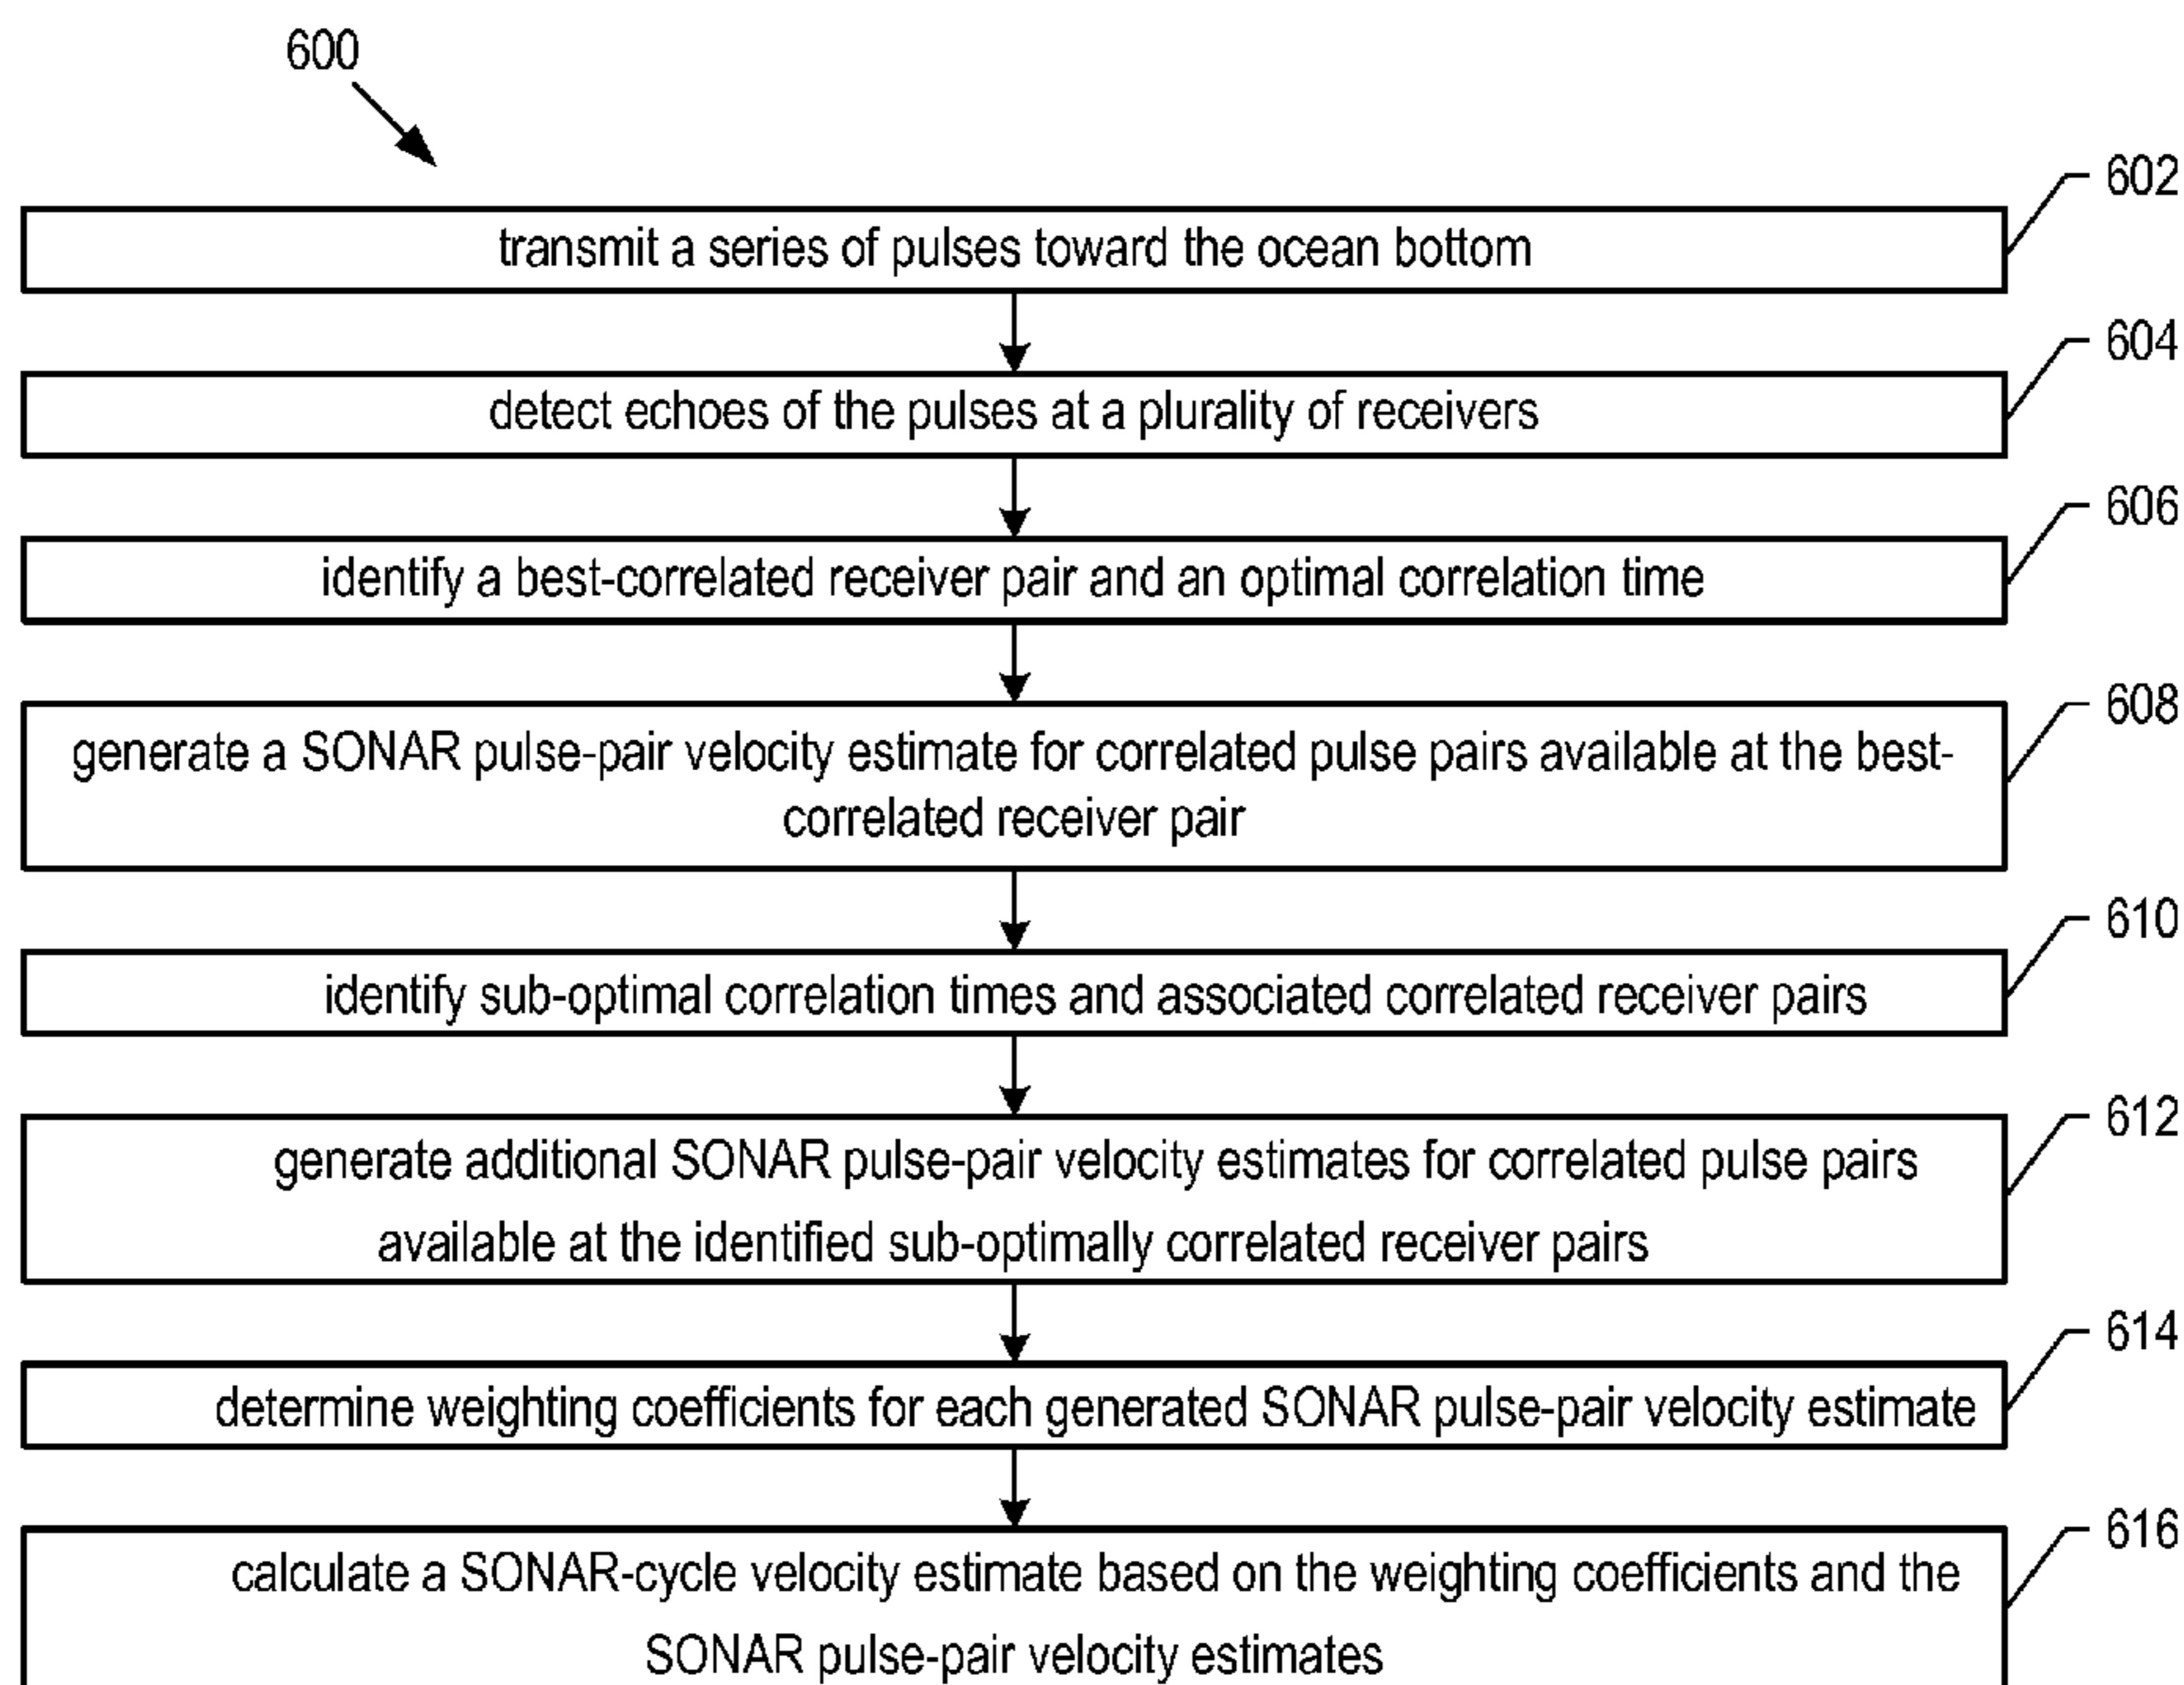 600
602
transmit a series of pulses toward the ocean bottom
604
detect echoes of the pulses at a plurality of receivers
606
identify a best-correlated receiver pair and an optimal correlation time
608
generate a SONAR pulse-pair velocity estimate for correlated pulse pairs available at the best-
correlated receiver pair
610
identify sub-optimal correlation times and associated correlated receiver pairs
612
generate additional SONAR pulse-pair velocity estimates for correlated pulse pairs
available at the identified sub-optimally correlated receiver pairs
614
determine weighting coefficients for each generated SONAR pulse-pair velocity estimate
616
calculate a SONAR-cycle velocity estimate based on the weighting coefficients and the
SONAR pulse-pair velocity estimates